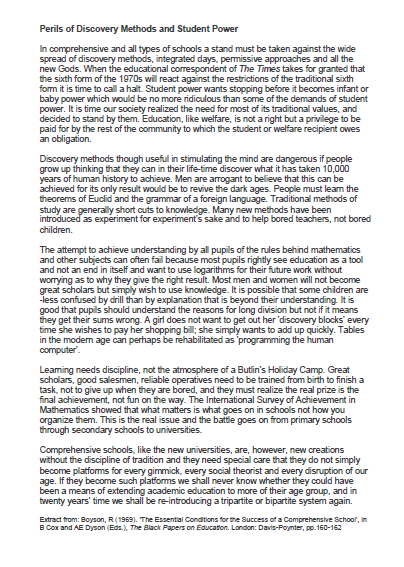 Perils of Discovery Methods and Student Power
In comprehensive and all types of schools a stand must be taken against the wide
spread of discovery methods, integrated days, permissive approaches and all the
new Gods. When the educational correspondent of The Times takes for granted that
the sixth form of the 1970s will react against the restrictions of the traditional sixth
form it is time to call a halt. Student power wants stopping before it becomes infant or
baby power which would be no more ridiculous than some of the demands of student
power. It is time our society realized the need for most of its traditional values, and
decided to stand by them. Education, like welfare, is not a right but a privilege to be
paid for by the rest of the community to which the student or welfare recipient owes
an obligation.
Discovery methods though useful in stimulating the mind are dangerous if people
grow up thinking that they can in their life-time discover what it has taken 10,000
years of human history to achieve. Men are arrogant to believe that this can be
achieved for its only result would be to revive the dark ages. People must learn the
theorems of Euclid and the grammar of a foreign language. Traditional methods of
study are generally short cuts to knowledge. Many new methods have been
introduced as experiment for experiment's sake and to help bored teachers, not bored
children.
The attempt to achieve understanding by all pupils of the rules behind mathematics
and other subjects can often fail because most pupils rightly see education as a tool
and not an end in itself and want to use logarithms for their future work without
worrying as to why they give the right result. Most men and women will not become
great scholars but simply wish to use knowledge. It is possible that some children are
-less confused by drill than by explanation that is beyond their understanding. It is
good that pupils should understand the reasons for long division but not if it means
they get their sums wrong. A girl does not want to get out her 'discovery blocks' every
time she wishes to pay her shopping bill; she simply wants to add up quickly. Tables
in the modern age can perhaps be rehabilitated as 'programming the human
computer'.
Learning needs discipline, not the atmosphere of a Butlin's Holiday Camp. Great
scholars, good salesmen, reliable operatives need to be trained from birth to finish a
task, not to give up when they are bored, and they must realize the real prize is the
final achievement, not fun on the way. The International Survey of Achievement in
Mathematics showed that what matters is what goes on in schools not how you
organize them. This is the real issue and the battle goes on from primary schools
through secondary schools to universities.
Comprehensive schools, like the new universities, are, however, new creations
without the discipline of tradition and they need special care that they do not simply
become platforms for every gimmick, every social theorist and every disruption of our
age. If they become such platforms we shall never know whether they could have
been a means of extending academic education to more of their age group, and in
twenty years' time we shall be re-introducing a tripartite or bipartite system again.
Extract from: Boyson, R (1969). 'The Essential Conditions for the Success of a Comprehensive School', in
B Cox and AE Dyson (Eds.), The Black Papers on Education. London: Davis-Poynter, pp.160-162